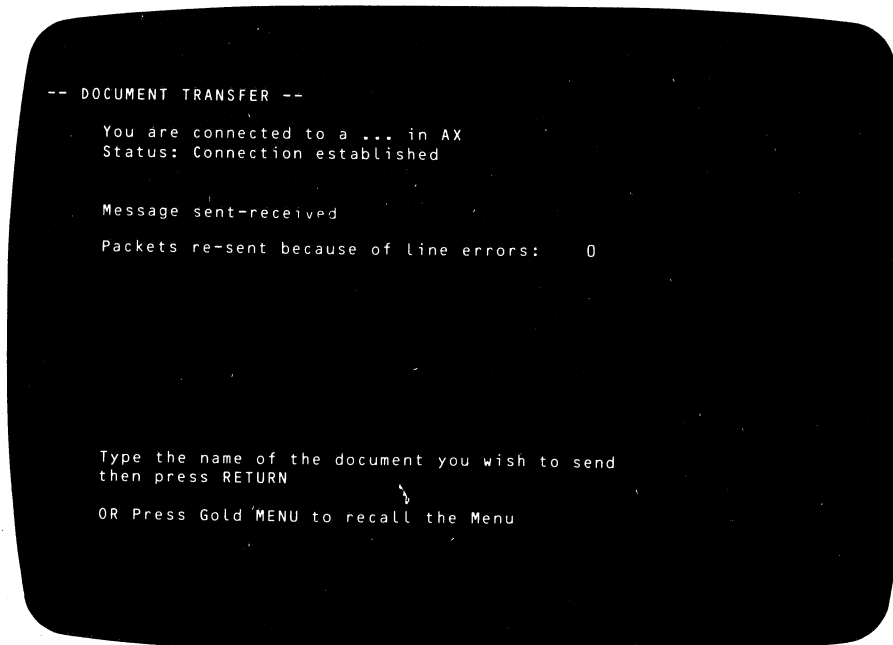 -- DOCUMENT TRANSFER --
You are connected to a ... in AX
Status: Connection established
Message sent-received
Packets re-sent because of line errors: 0
Type the name of the document you wish to send
then press RETURN
OR Press Gold MENU to recall the Menu